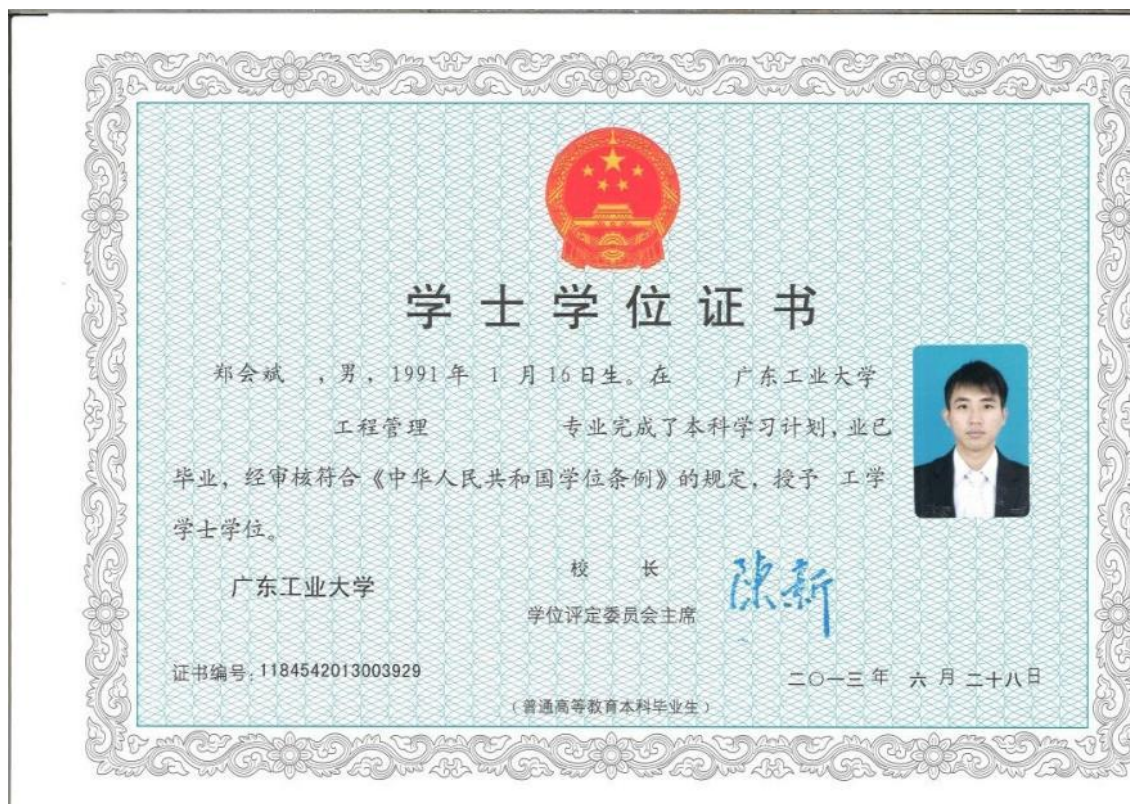 学士学位证书
郑会斌 ，男，1991年 1 月16日生。在 广东工业大学
工程管理 专业完成了本科学习计划，业已
毕业，经审核符合《中华人民共和国学位条例》的规定，授予 工学
学士学位。
广东工业大学
校 长
陈新
学位评定委员会主席
证书编号：1184542013003929
二〇一三年 六 月 二十八日
（普通高等教育本科毕业生）